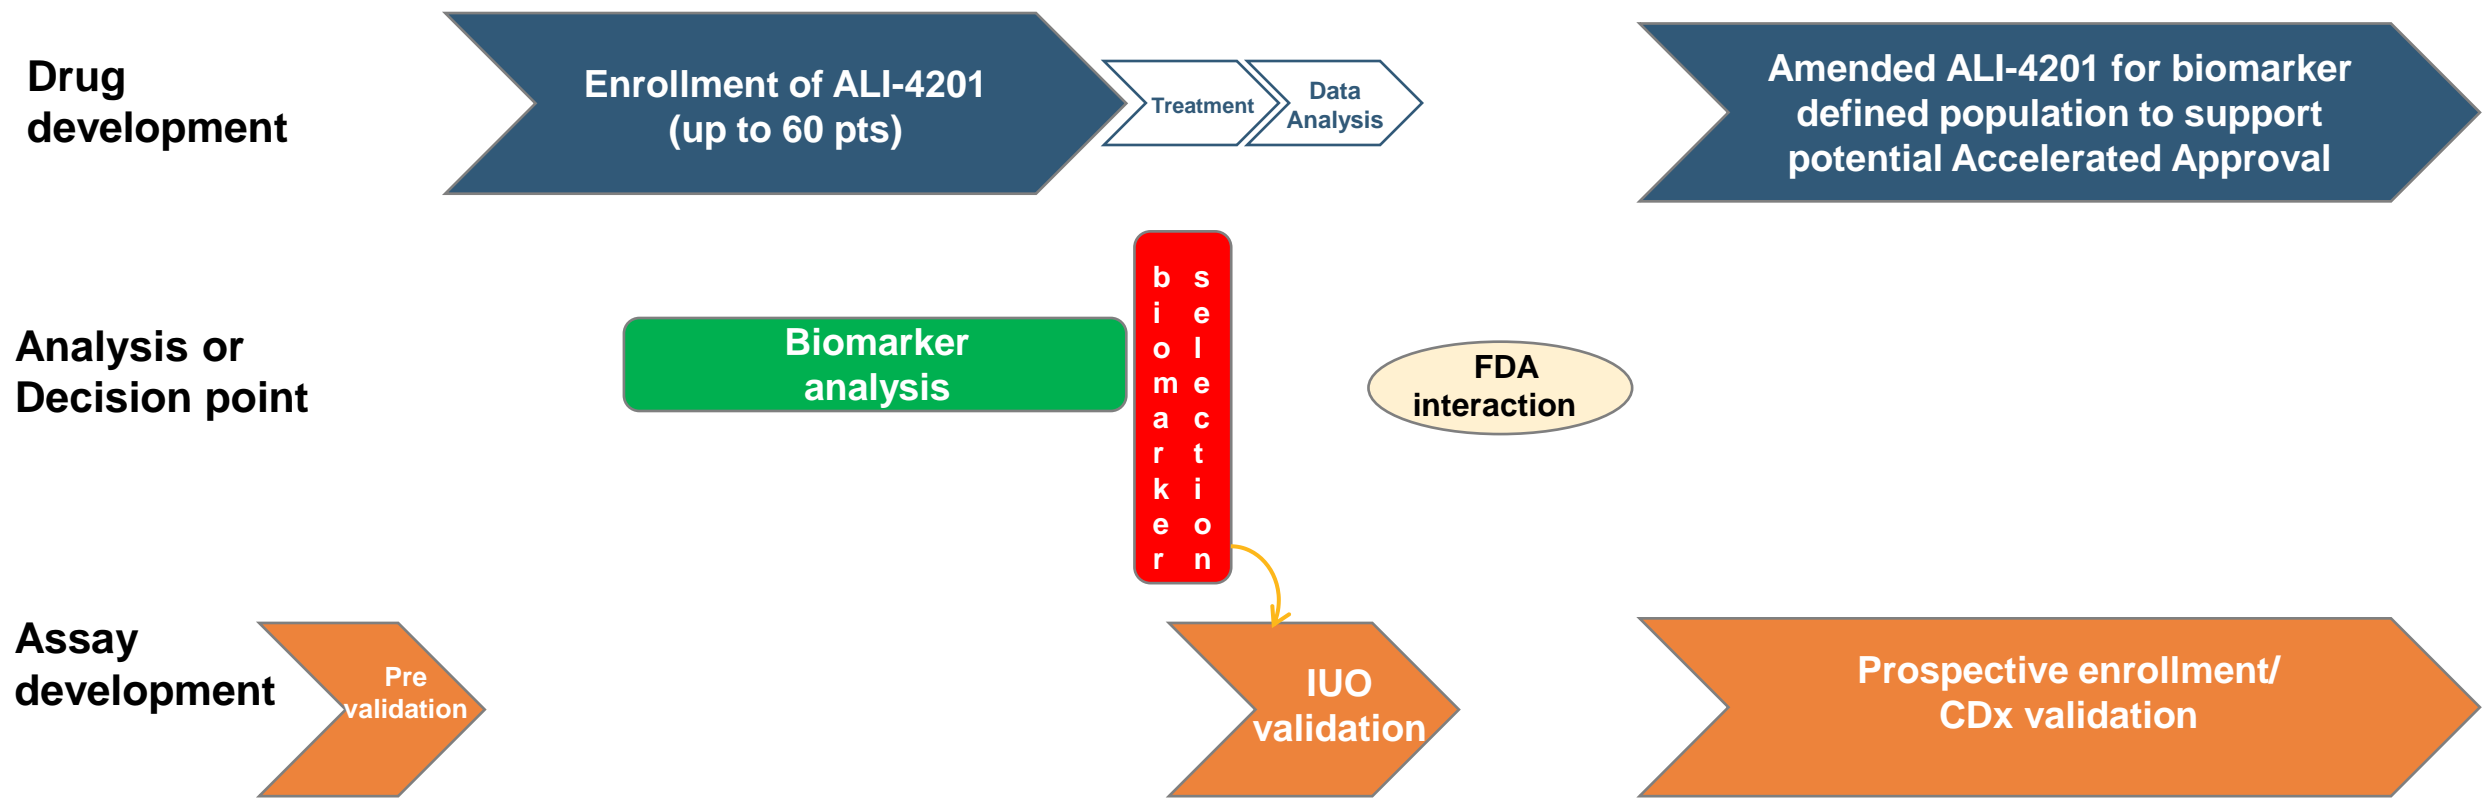 Drug
development
Enrollment of ALI-4201
(up to 60 pts)
Treatment
Data
Analysis
Amended ALI-4201 for biomarker
defined population to support
potential Accelerated Approval
Analysis or
Decision point
Biomarker
analysis
biomarker
selection
FDA
interaction
Assay
development
Pre
validation
IUO
validation
Prospective enrollment/
CDx validation